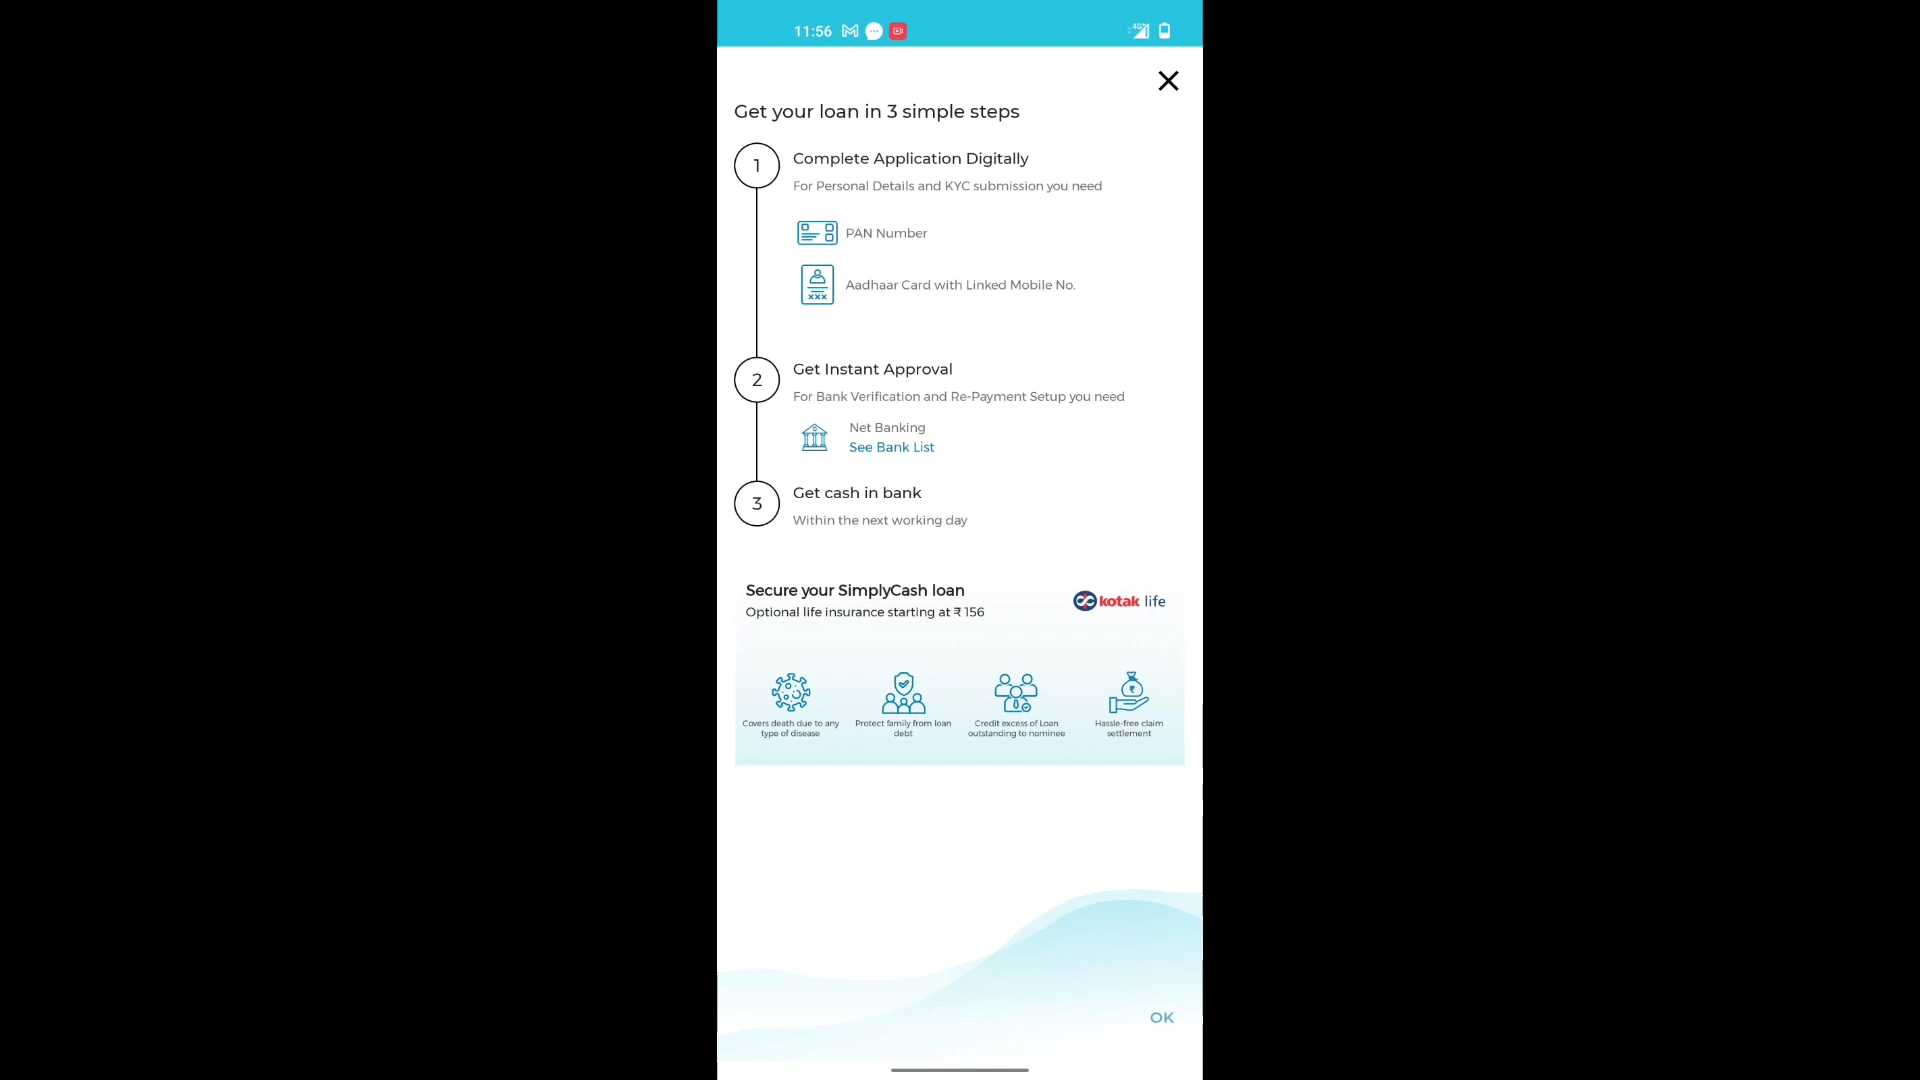 11:56
4G+
Get your loan in 3 simple steps
1
Complete Application Digitally
For Personal Details and KYC submission you need
PAN Number
XXX
Aadhaar Card with Linked Mobile No.
2
Get Instant Approval
For Bank Verification and Re-Payment Setup you need
Net Banking
See Bank List
3
Get cash in bank
Within the next working day
Secure your SimplyCash loan
Optional life insurance starting at ₹ 156
kotak life
Covers death due to any
type of disease
Protect family from loan
debt
Credit excess of Loan
outstanding to nominee
₹
Hassle-free claim
settlement
OK